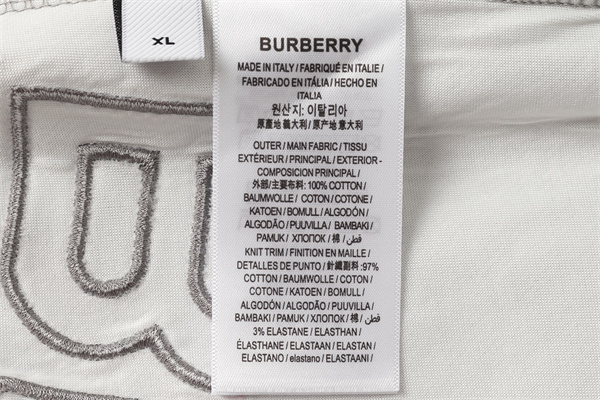 XL
BURBERRY
MADE IN ITALY / FABRIQUÉ EN ITALIE /
FABRICADO EN ITÁLIA / HECHO EN
ITALIA
원산지: 이탈리아
原產地 義大利 / 原产地 意大利
OUTER / MAIN FABRIC / TISSU
EXTÉRIEUR / PRINCIPAL / EXTERIOR -
COMPOSICION PRINCIPAL /
外部/主要布料: 100% COTTON /
BAUMWOLLE / COTON / COTONE /
KATOEN / BOMULL / ALGODÓN /
ALGODÃO / PUUVILLA / BAMBAKI /
PAMUK / ХЛОПОК / 棉 / قطن /
KNIT TRIM / FINITION EN MAILLE /
DETALLES DE PUNTO / 針織副料 :97%
COTTON / BAUMWOLLE / COTON /
COTONE / KATOEN / BOMULL /
ALGODÓN / ALGODÃO / PUUVILLA /
BAMBAKI / PAMUK / ХЛОПОК / 棉 / قطن /
3% ELASTANE / ELASTHAN /
ÉLASTHANE / ELASTAAN / ELASTAN /
ELASTANO / elastano / ELASTAANI /